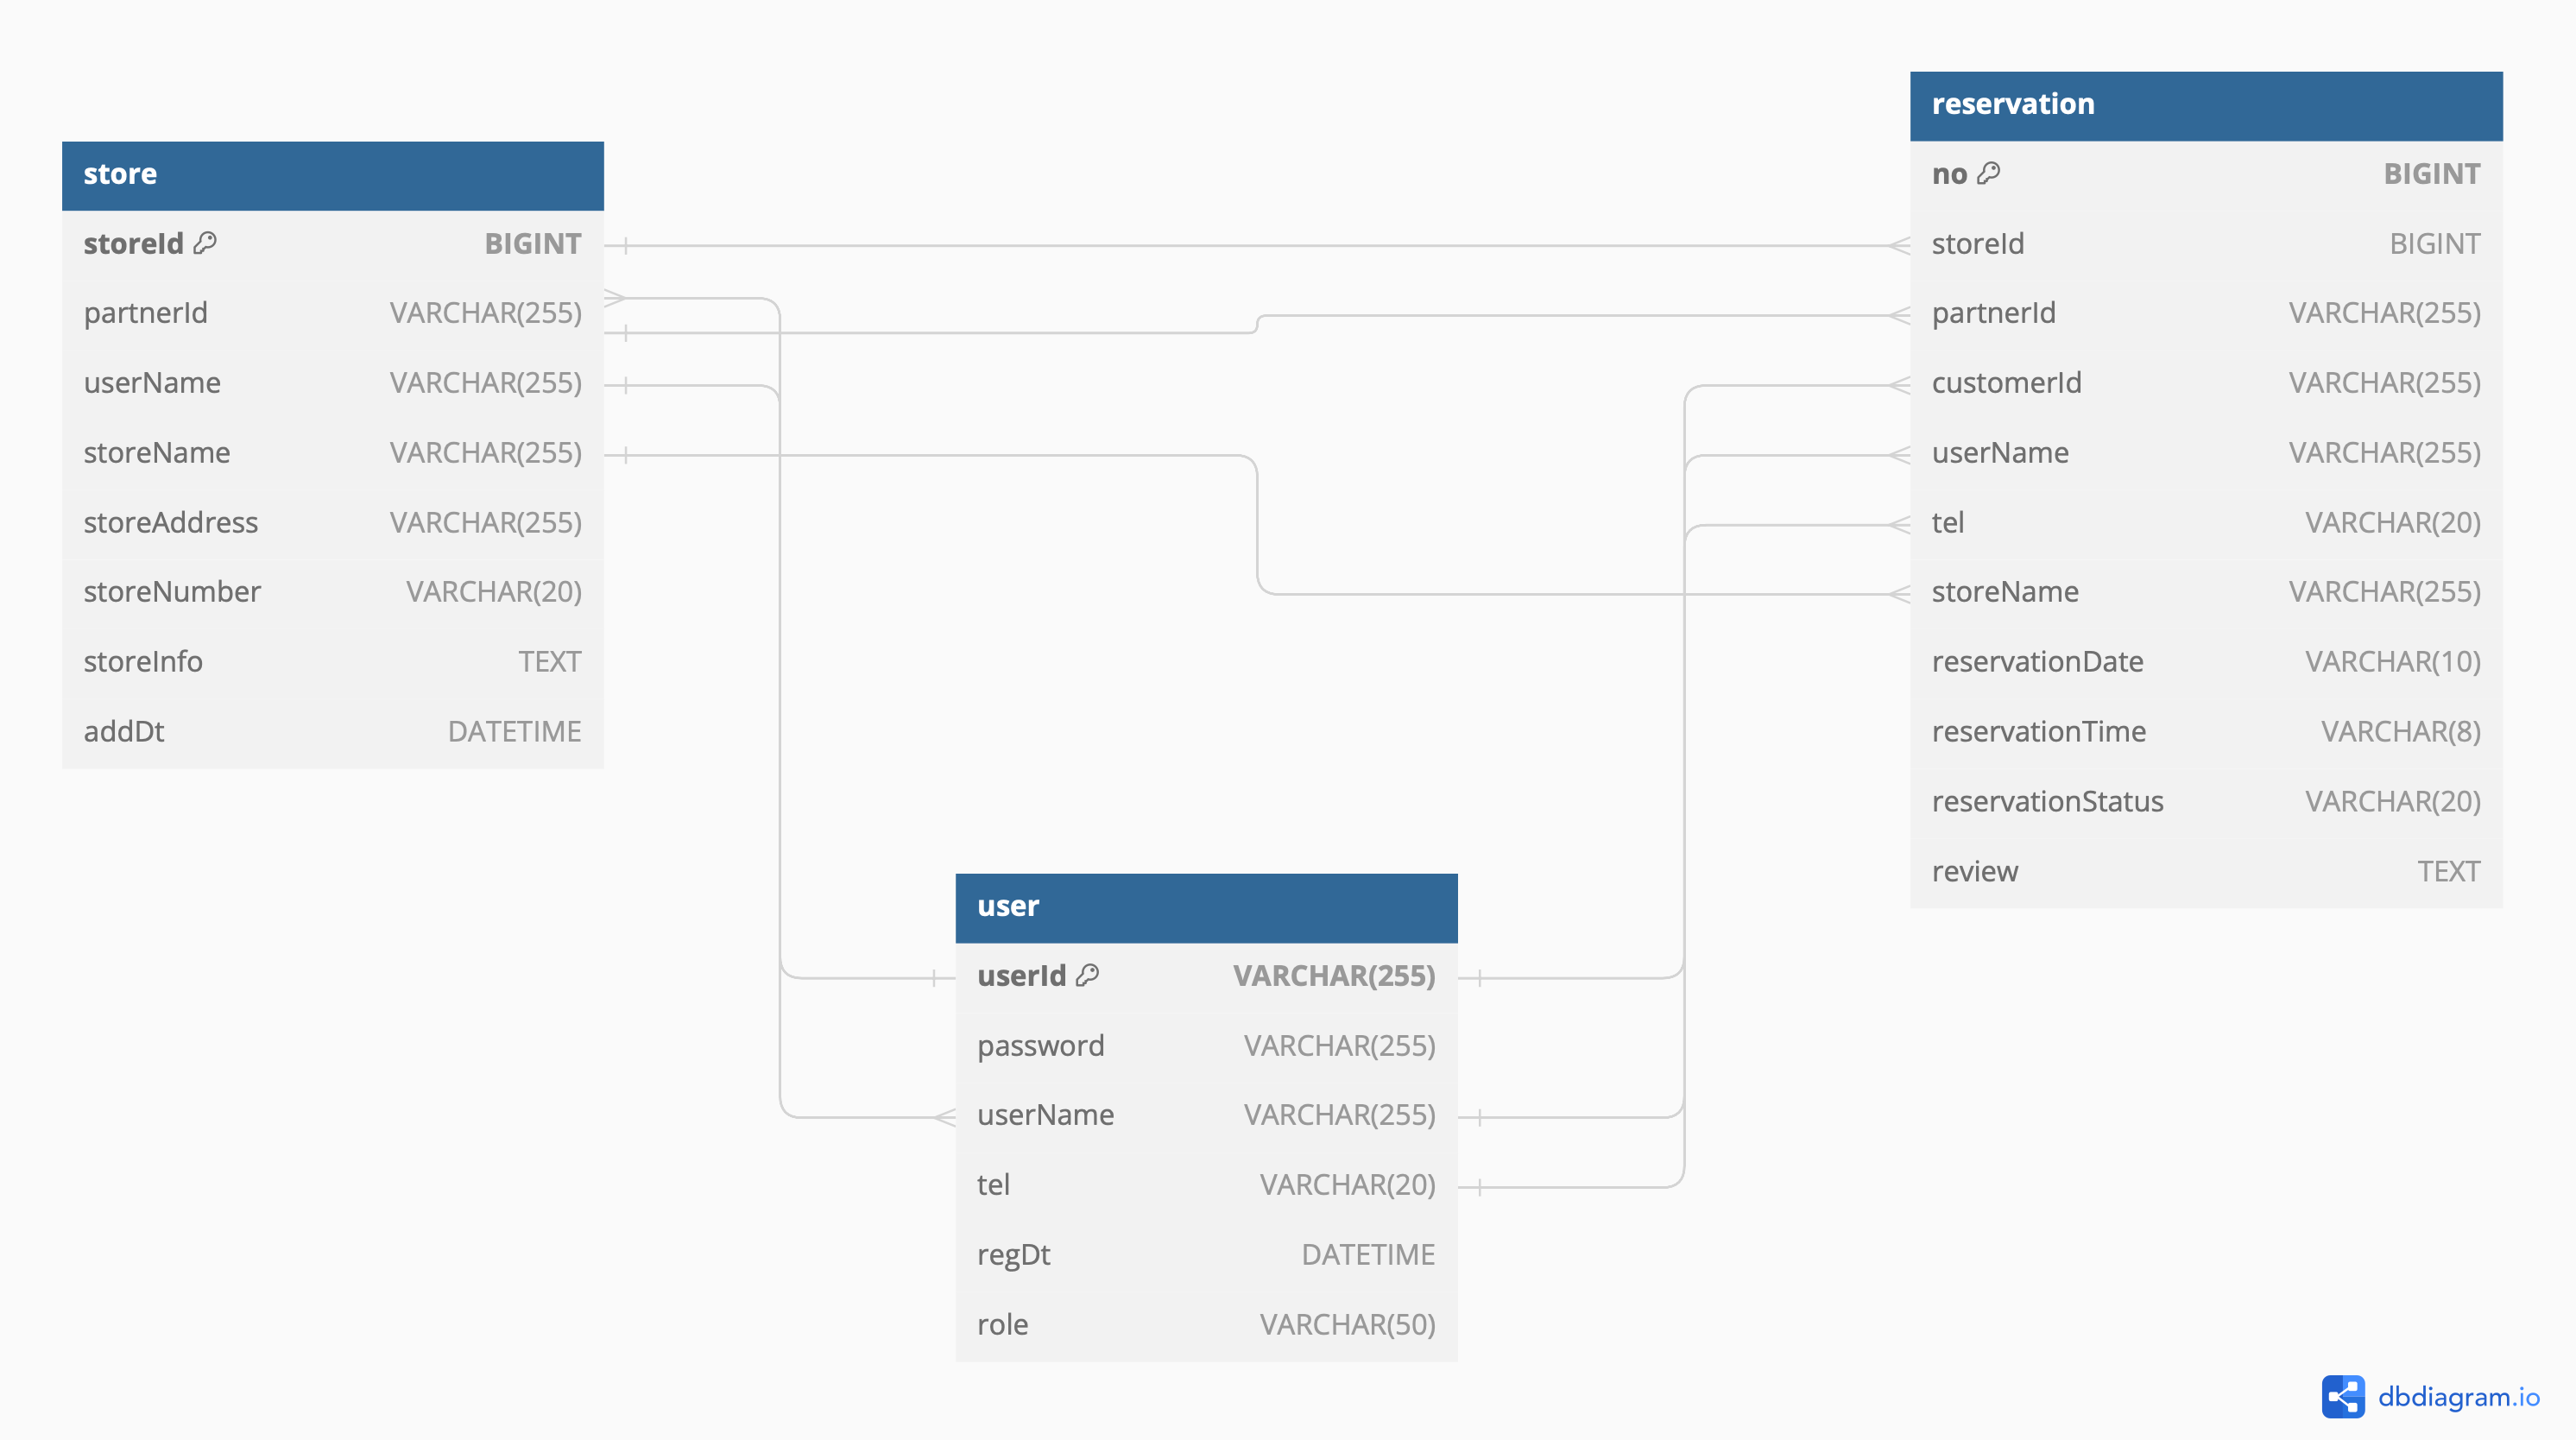 store
storeId BIGINT
partnerId VARCHAR(255)
userName VARCHAR(255)
storeName VARCHAR(255)
storeAddress VARCHAR(255)
storeNumber VARCHAR(20)
storeInfo TEXT
addDt DATETIME
reservation
no BIGINT
storeId BIGINT
partnerId VARCHAR(255)
customerId VARCHAR(255)
userName VARCHAR(255)
tel VARCHAR(20)
storeName VARCHAR(255)
reservationDate VARCHAR(10)
reservationTime VARCHAR(8)
reservationStatus VARCHAR(20)
review TEXT
user
userId VARCHAR(255)
password VARCHAR(255)
userName VARCHAR(255)
tel VARCHAR(20)
regDt DATETIME
role VARCHAR(50)
dbdiagram.io